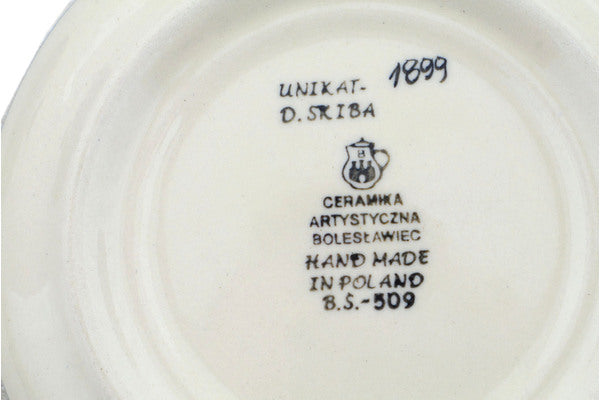 UNIKAT- 1899
D. SKIBA
B
CERAMIKA
ARTYSTYCZNA
BOLESŁAWIEC
HAND MADE
IN POLAND
B.Ś.-509